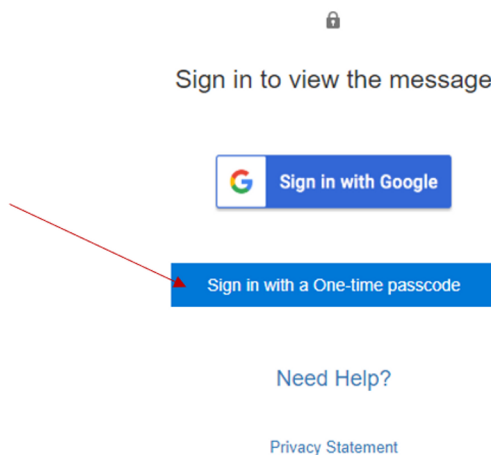 Sign in to view the message
Sign in with Google
Sign in with a One-time passcode
Need Help?
Privacy Statement